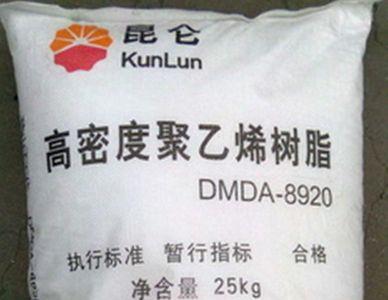 昆仑
KunLun
高密度聚乙烯树脂
DMDA-8920
执行标准 暂行指标 合格
净含量 25kg